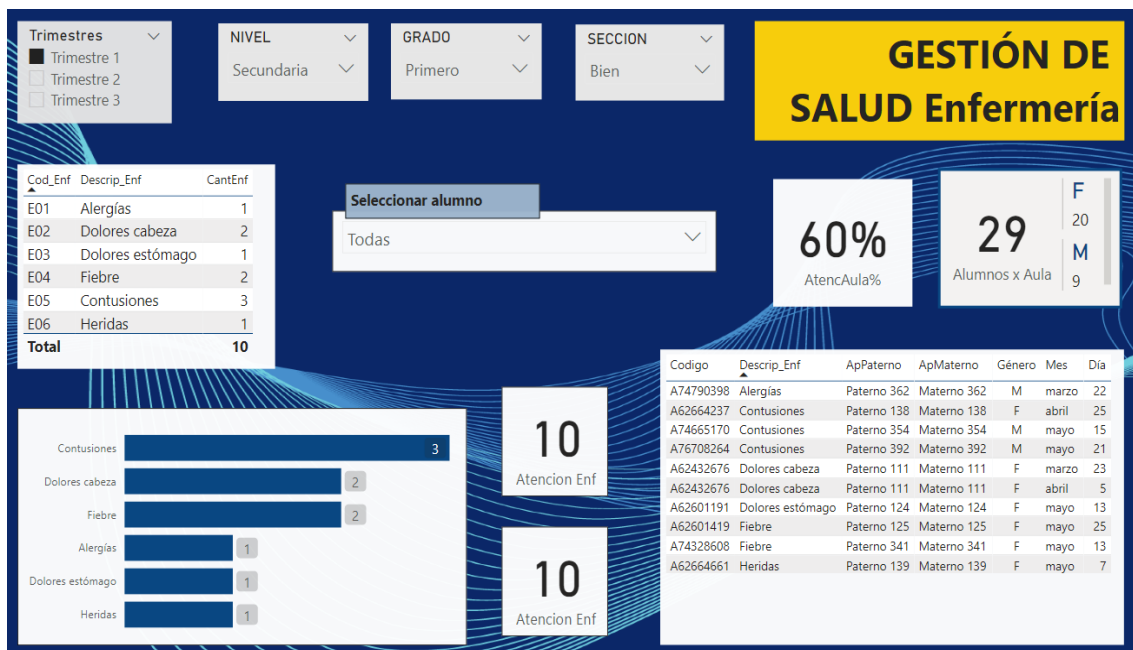 Trimestres
Trimestre 1
Trimestre 2
Trimestre 3
NIVEL
Secundaria
GRADO
Primero
SECCION
Bien
GESTIÓN DE
SALUD Enfermería
Cod_Enf Descrip_Enf CantEnf
E01 Alergías 1
E02 Dolores cabeza 2
E03 Dolores estómago 1
E04 Fiebre 2
E05 Contusiones 3
E06 Heridas 1
Total 10
Seleccionar alumno
Todas
60%
AtencAula%
29
Alumnos x Aula
F
20
M
9
Contusiones 3
Dolores cabeza 2
Fiebre 2
Alergías 1
Dolores estómago 1
Heridas 1
10
Atencion Enf
10
Atencion Enf
Codigo Descrip_Enf ApPaterno ApMaterno Género Mes Día
A74790398 Alergías Paterno 362 Materno 362 M marzo 22
A62664237 Contusiones Paterno 138 Materno 138 F abril 25
A74665170 Contusiones Paterno 354 Materno 354 M mayo 15
A76708264 Contusiones Paterno 392 Materno 392 M mayo 21
A62432676 Dolores cabeza Paterno 111 Materno 111 F marzo 23
A62432676 Dolores cabeza Paterno 111 Materno 111 F abril 5
A62601191 Dolores estómago Paterno 124 Materno 124 F mayo 13
A62601419 Fiebre Paterno 125 Materno 125 F mayo 25
A74328608 Fiebre Paterno 341 Materno 341 F mayo 13
A62664661 Heridas Paterno 139 Materno 139 F mayo 7